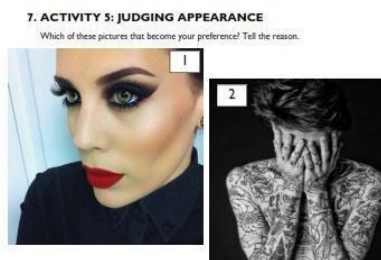 7. ACTIVITY 5: JUDGING APPEARANCE
Which of these pictures that become your preference? Tell the reason.
1
2